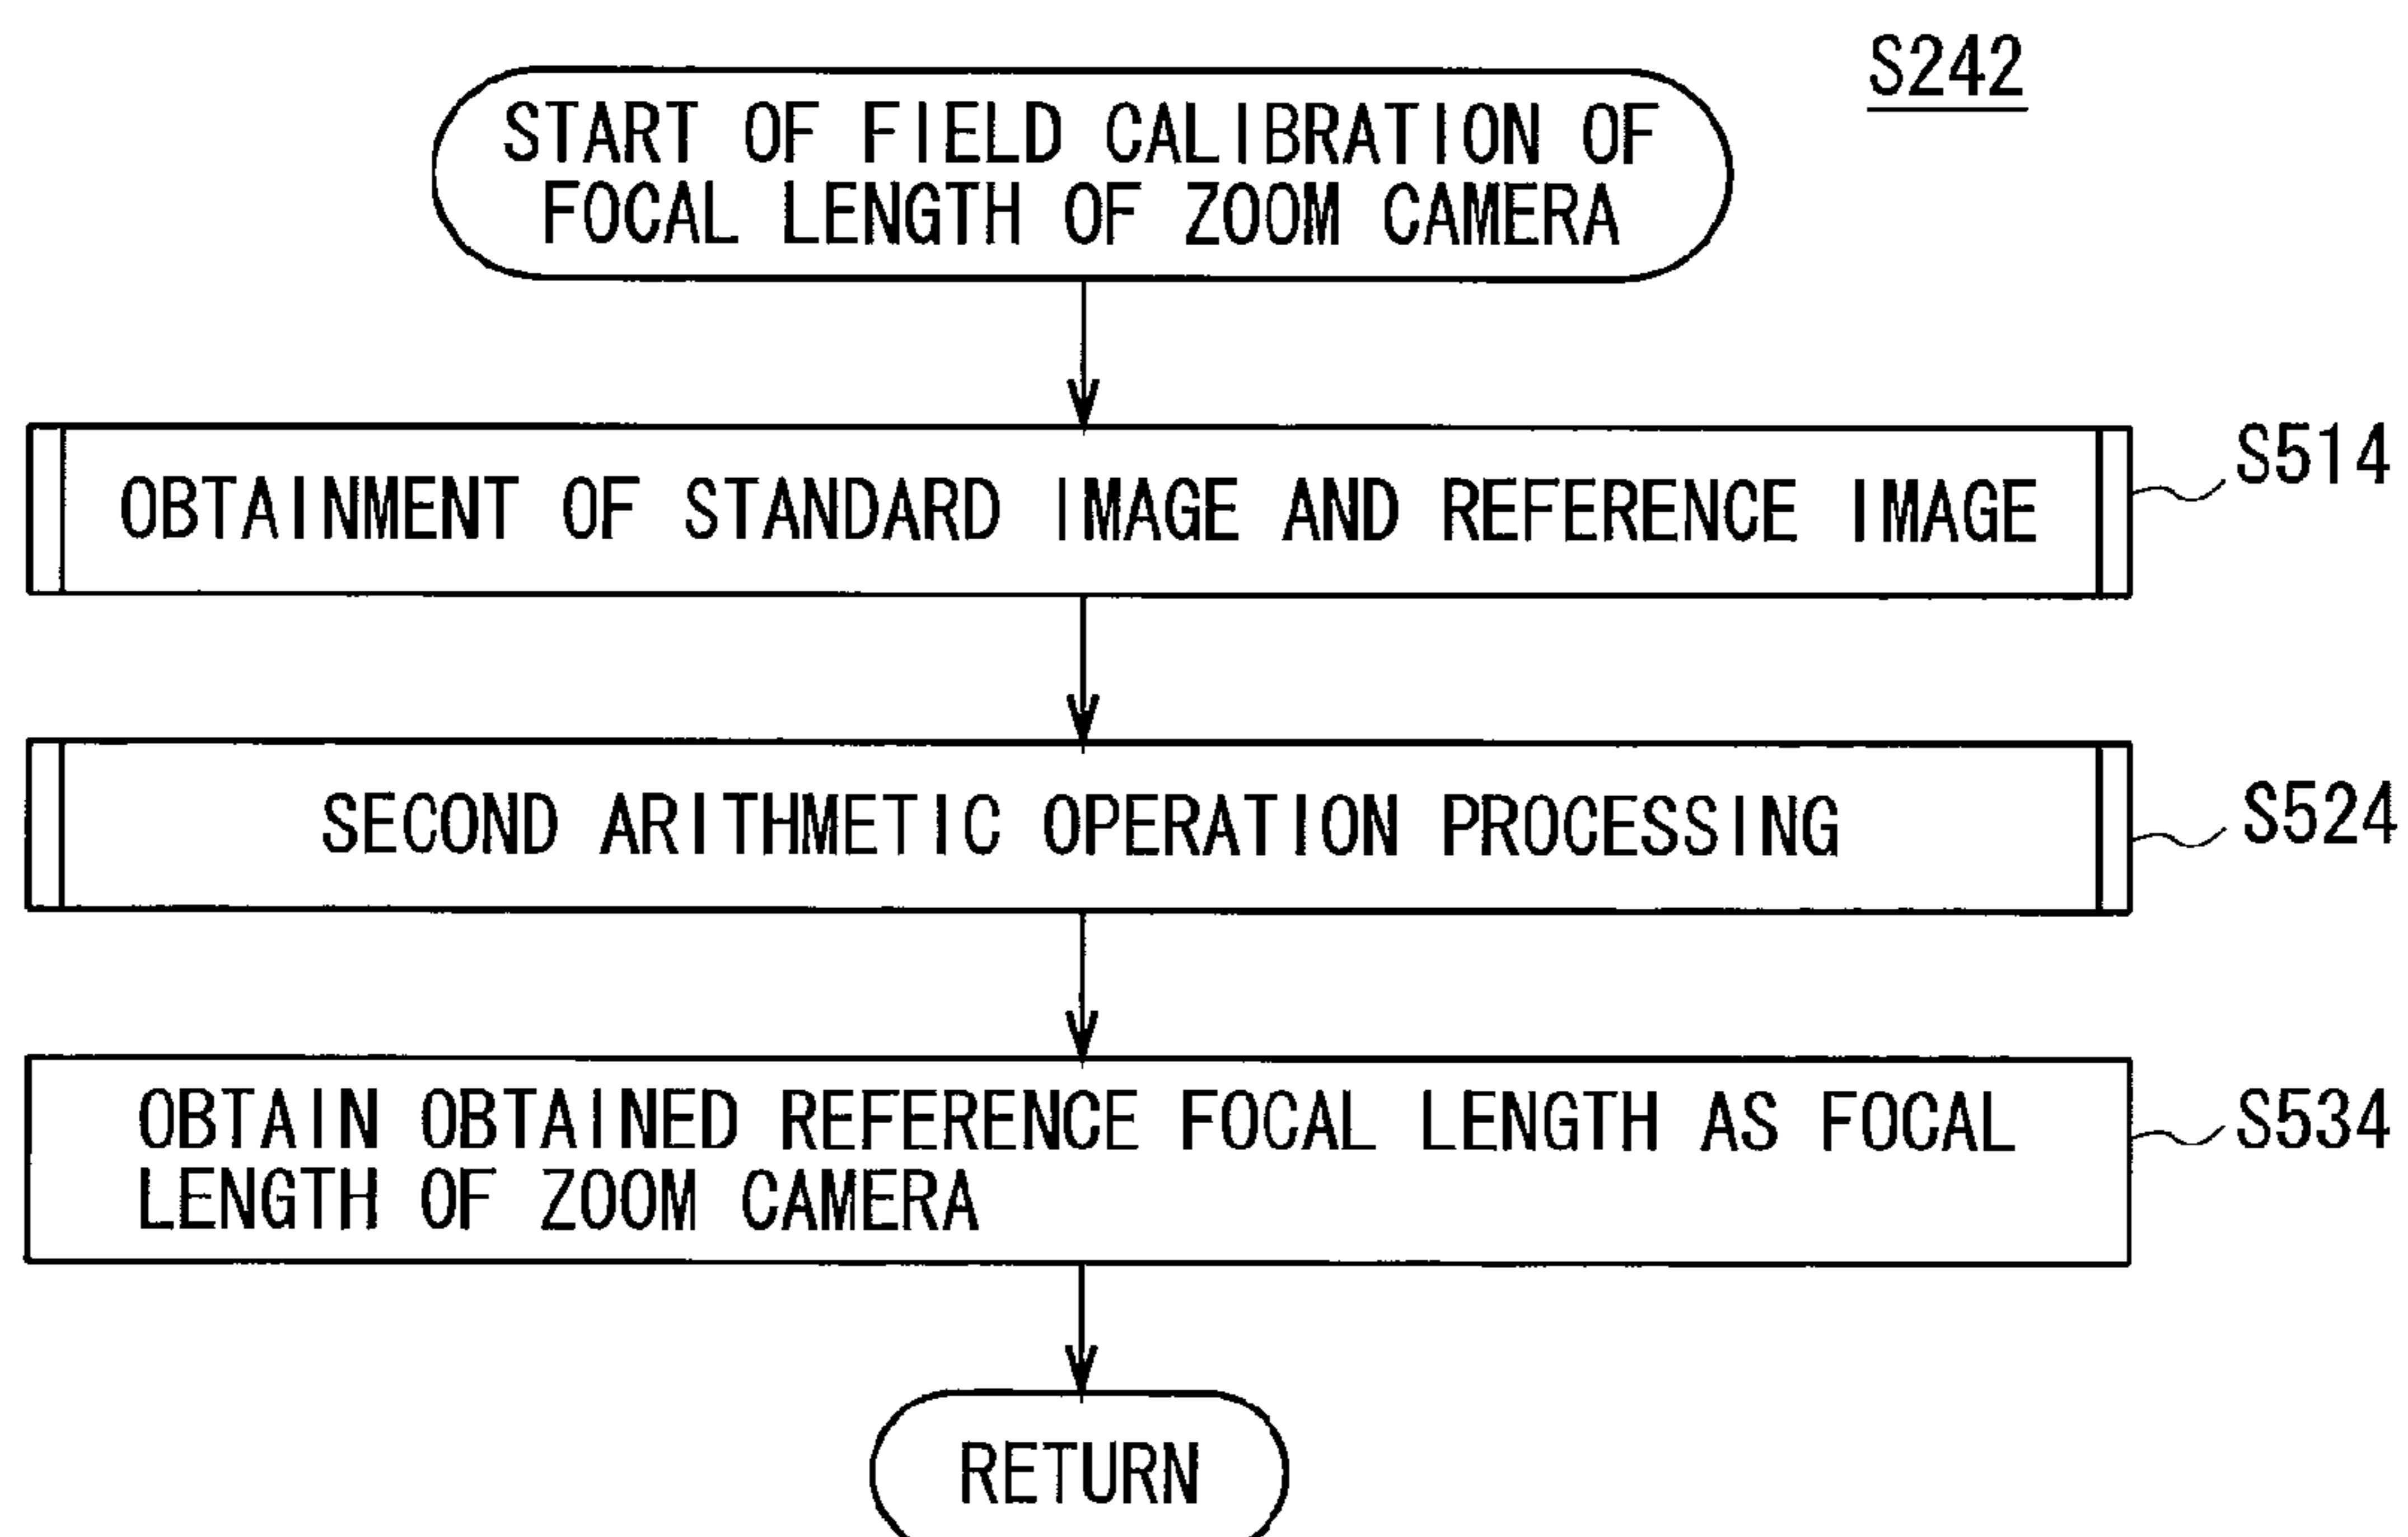 S242
START OF FIELD CALIBRATION OF
FOCAL LENGTH OF ZOOM CAMERA
OBTAINMENT OF STANDARD IMAGE AND REFERENCE IMAGE
S514
SECOND ARITHMETIC OPERATION PROCESSING
S524
OBTAIN OBTAINED REFERENCE FOCAL LENGTH AS FOCAL
LENGTH OF ZOOM CAMERA
S534
RETURN